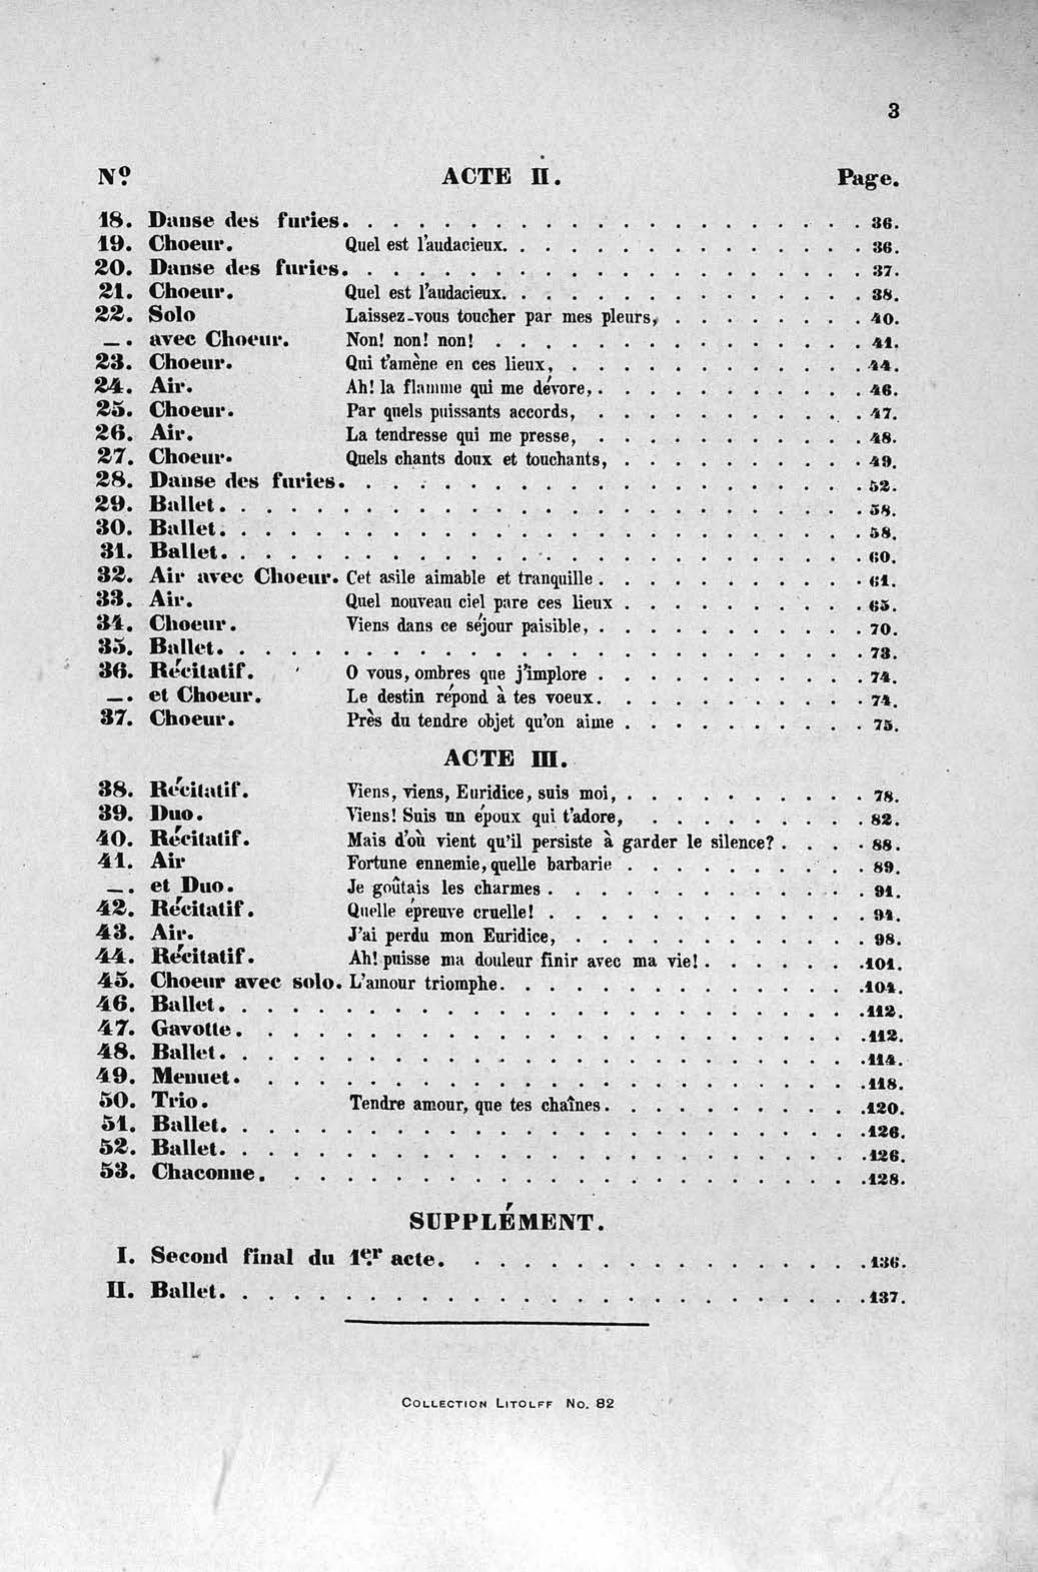 3
Nº. ACTE II. Page.
18. Danse des furies. . . . . . . . . . . . . . . . . . . . . 36.
19. Choeur. Quel est l'audacieux. . . . . . . . . . . . . . . 36.
20. Danse des furies. . . . . . . . . . . . . . . . . . . . . 37.
21. Choeur. Quel est l'audacieux. . . . . . . . . . . . . . . 38.
22. Solo Laissez-vous toucher par mes pleurs, . . . . . . . . 40.
_. avec Choeur. Non! non! non! . . . . . . . . . . . . . . . 41.
23. Choeur. Qui t'amène en ces lieux, . . . . . . . . . . . . 44.
24. Air. Ah! la flamme qui me dévore, . . . . . . . . . . . . 46.
25. Choeur. Par quels puissants accords, . . . . . . . . . . . 47.
26. Air. La tendresse qui me presse, . . . . . . . . . . . 48.
27. Choeur. Quels chants doux et touchants, . . . . . . . . . . 49.
28. Danse des furies. . . . . . . . . . . . . . . . . . . . . 52.
29. Ballet. . . . . . . . . . . . . . . . . . . . . . . . . . 58.
30. Ballet. . . . . . . . . . . . . . . . . . . . . . . . . . 58.
31. Ballet. . . . . . . . . . . . . . . . . . . . . . . . . . 60.
32. Air avec Choeur. Cet asile aimable et tranquille . . . . . . . . . . . 61.
33. Air. Quel nouveau ciel pare ces lieux . . . . . . . . . . 65.
34. Choeur. Viens dans ce séjour paisible, . . . . . . . . . . . 70.
35. Ballet. . . . . . . . . . . . . . . . . . . . . . . . . . 73.
36. Récitatif. O vous, ombres que j'implore . . . . . . . . . . . 74.
_. et Choeur. Le destin répond à tes voeux. . . . . . . . . . . . 74.
37. Choeur. Près du tendre objet qu'on aime . . . . . . . . . . 75.
ACTE III.
38. Récitatif. Viens, viens, Euridice, suis moi, . . . . . . . . . . 78.
39. Duo. Viens! Suis un époux qui t'adore, . . . . . . . . . 82.
40. Récitatif. Mais d'où vient qu'il persiste à garder le silence? . . . . 88.
41. Air Fortune ennemie, quelle barbarie . . . . . . . . . . 89.
_. et Duo. Je goûtais les charmes . . . . . . . . . . . . . 91.
42. Récitatif. Quelle épreuve cruelle! . . . . . . . . . . . . . 94.
43. Air. J'ai perdu mon Euridice, . . . . . . . . . . . . 98.
44. Récitatif. Ah! puisse ma douleur finir avec ma vie! . . . . . . . 101.
45. Choeur avec solo. L'amour triomphe. . . . . . . . . . . . . . . . 104.
46. Ballet. . . . . . . . . . . . . . . . . . . . . . . . . . 112.
47. Gavotte. . . . . . . . . . . . . . . . . . . . . . . . . 112.
48. Ballet. . . . . . . . . . . . . . . . . . . . . . . . . . 114.
49. Menuet. . . . . . . . . . . . . . . . . . . . . . . . . 118.
50. Trio. Tendre amour, que tes chaînes. . . . . . . . . . . 120.
51. Ballet. . . . . . . . . . . . . . . . . . . . . . . . . . 126.
52. Ballet. . . . . . . . . . . . . . . . . . . . . . . . . . 126.
53. Chaconne. . . . . . . . . . . . . . . . . . . . . . . . 128.
SUPPLÉMENT.
I. Second final du 1er. acte. . . . . . . . . . . . . . . . . 136.
II. Ballet. . . . . . . . . . . . . . . . . . . . . . . . . . 137.
COLLECTION LITOLFF No. 82